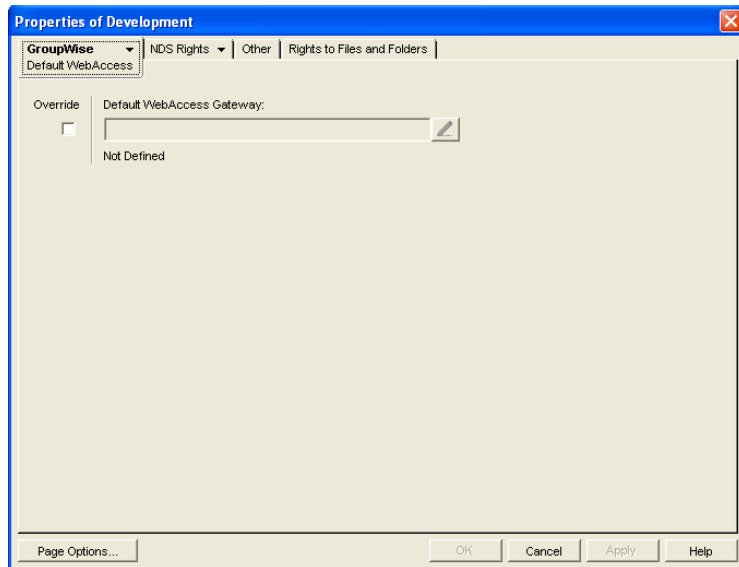 Properties of Development
GroupWise NDS Rights Other Rights to Files and Folders
Default WebAccess
Override Default WebAccess Gateway:
Not Defined
Page Options... OK Cancel Apply Help